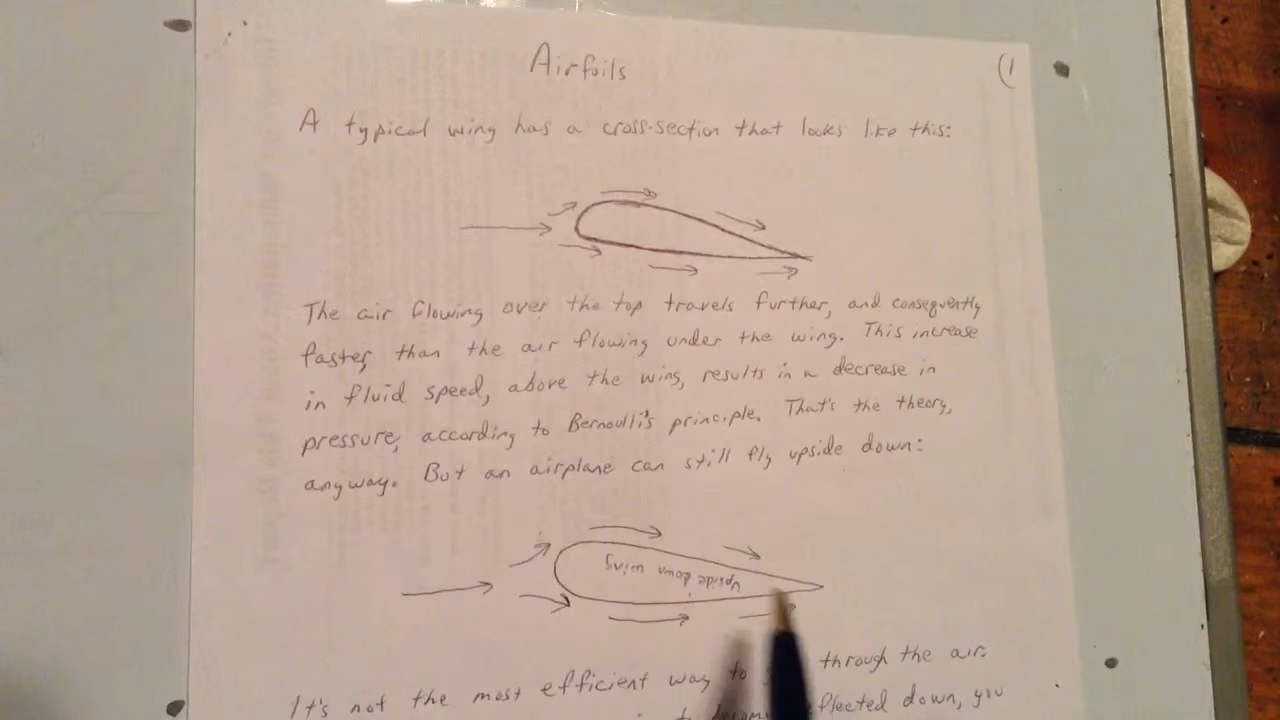 Airfoils
(1
A typical wing has a cross-section that looks like this:
The air flowing over the top travels further, and consequently
faster, than the air flowing under the wing. This increase
in fluid speed, above the wing, results in a decrease in
pressure, according to Bernoulli's principle. That's the theory,
anyway. But an airplane can still fly upside down:
upside down wing
It's not the most efficient way to through the air.
deflected down, you